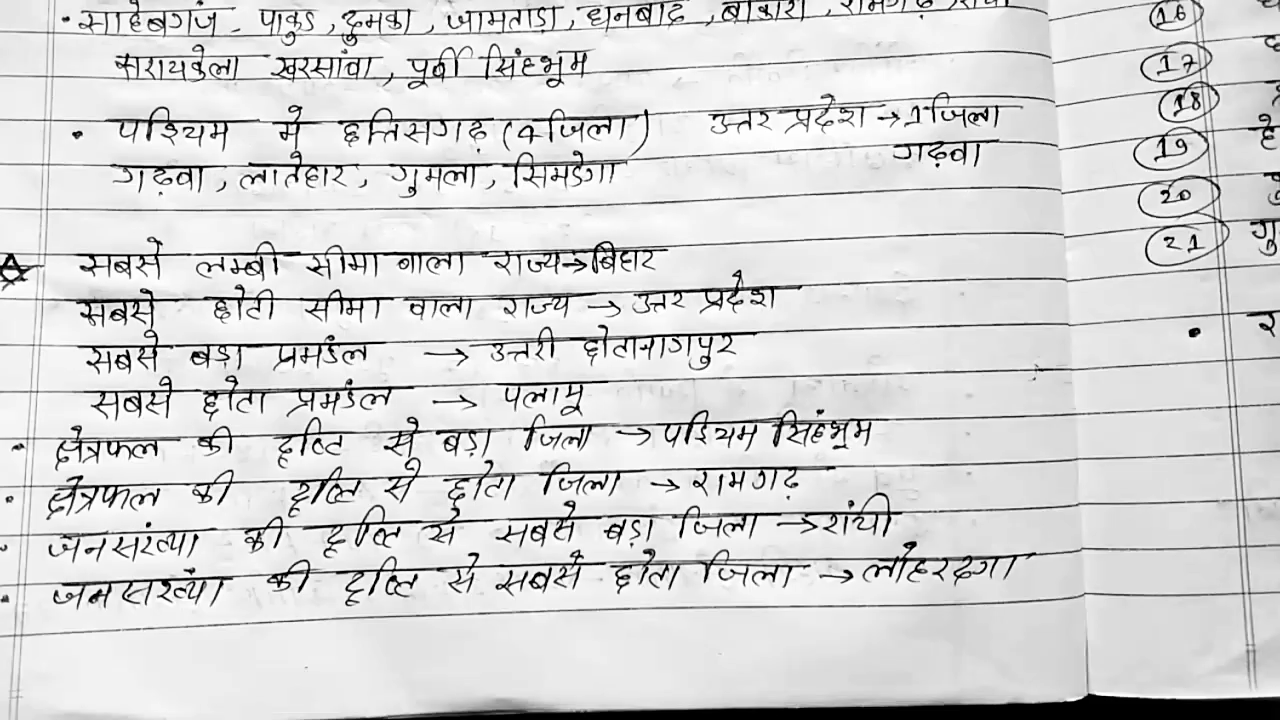 • साहेबगंज - पाकुड़, दुमका, जामताड़ा, धनबाद, बोकारो, रामगढ़, रांची
सरायकेला खरसांवा, पूर्वी सिंहभूम
• पश्चिम मे छत्तिसगढ़ (4 जिला) उत्तर प्रदेश → 1 जिला
गढ़वा, लातेहार, गुमला, सिमडेगा गढ़वा
सबसे लम्बी सीमा वाला राज्य → बिहार
सबसे छोटी सीमा वाला राज्य → उत्तर प्रदेश
सबसे बड़ा प्रमंडल → उत्तरी छोटानागपुर
सबसे छोटा प्रमंडल → पलामू
• क्षेत्रफल की दृष्टि से बड़ा जिला → पश्चिम सिंहभूम
• क्षेत्रफल की दृष्टि से छोटा जिला → रामगढ़
• जनसंख्या की दृष्टि से सबसे बड़ा जिला → रांची
• जनसख्यां की दृष्टि से सबसे छोटा जिला → लोहरदगा
16
17
18
19
20
21